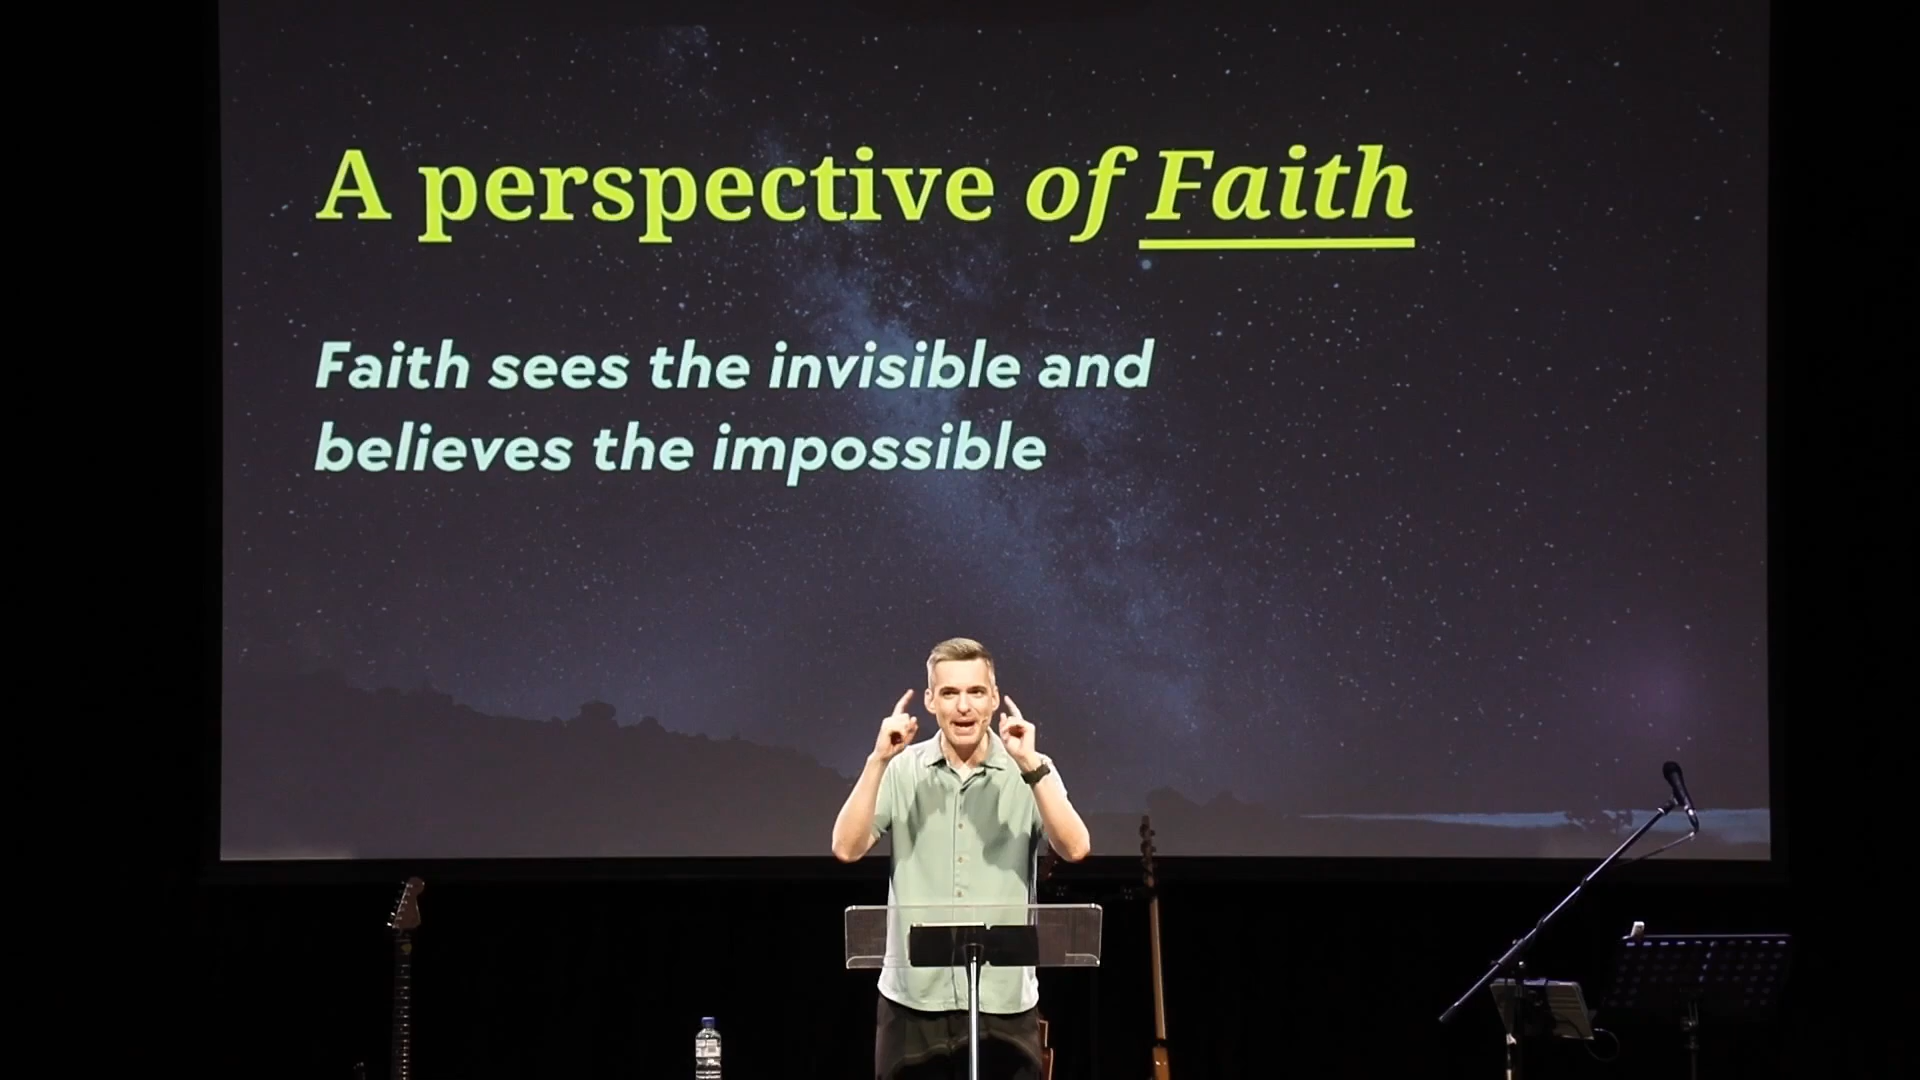 A perspective of Faith
Faith sees the invisible and
believes the impossible